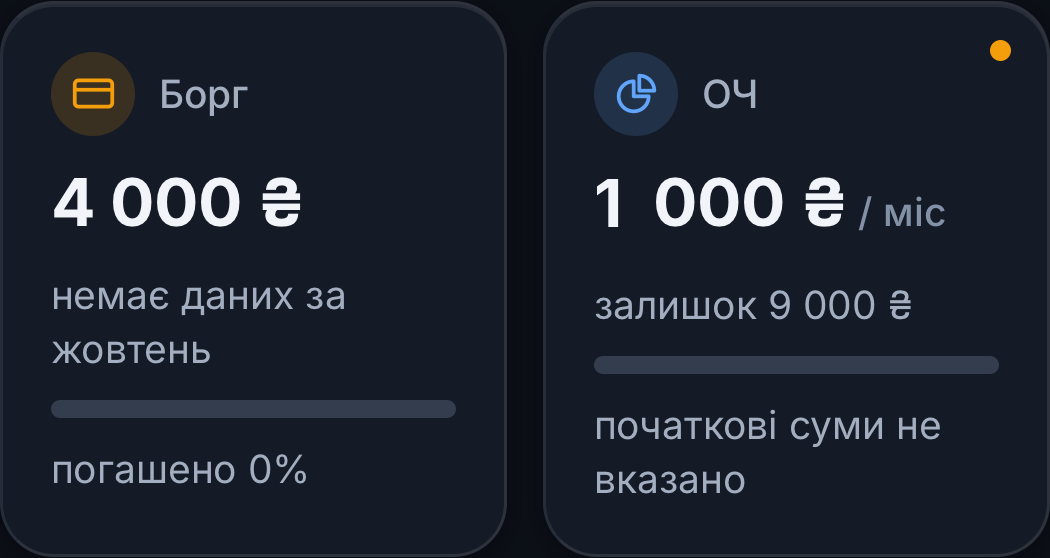 Борг
4 000 ₴
немає даних за
жовтень
погашено 0%
ОЧ
1 000 ₴ / міс
залишок 9 000 ₴
початкові суми не
вказано